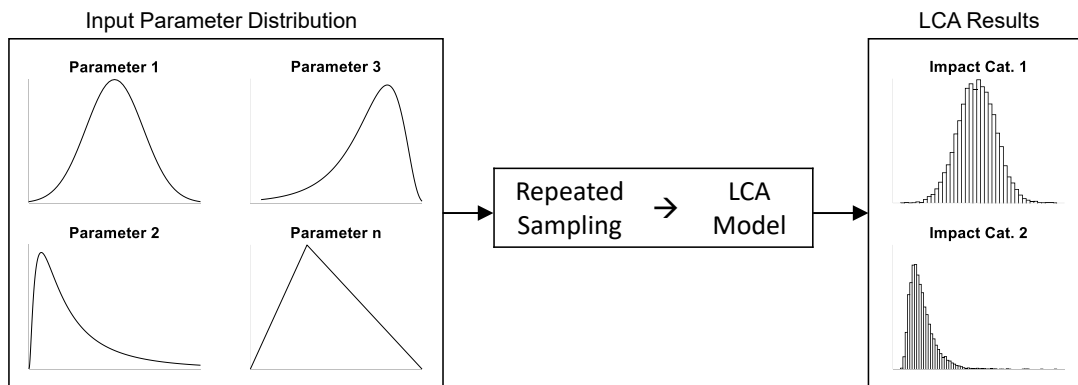 Input Parameter Distribution
Parameter 1
Parameter 3
Parameter 2
Parameter n
Repeated
Sampling
→
LCA
Model
LCA Results
Impact Cat. 1
Impact Cat. 2